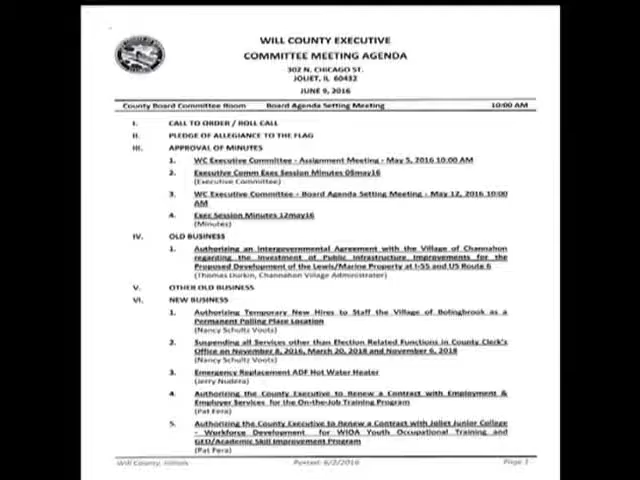 WILL COUNTY EXECUTIVE
COMMITTEE MEETING AGENDA
302 N. CHICAGO ST.
JOLIET, IL 60432
JUNE 9, 2016
County Board Committee Room Board Agenda Setting Meeting 10:00 AM
I. CALL TO ORDER / ROLL CALL
II. PLEDGE OF ALLEGIANCE TO THE FLAG
III. APPROVAL OF MINUTES
1. WC Executive Committee - Assignment Meeting - May 5, 2016 10:00 AM
2. Executive Comm Exec Session Minutes 05may16
(Executive Committee)
3. WC Executive Committee - Board Agenda Setting Meeting - May 12, 2016 10:00
AM
4. Exec Session Minutes 12may16
(Minutes)
IV. OLD BUSINESS
1. Authorizing an Intergovernmental Agreement with the Village of Channahon
regarding the Investment of Public Infrastructure Improvements for the
Proposed Development of the Lewis/Marine Property at I-55 and US Route 6
(Thomas Durkin, Channahon Village Administrator)
V. OTHER OLD BUSINESS
VI. NEW BUSINESS
1. Authorizing Temporary New Hires to Staff the Village of Bolingbrook as a
Permanent Polling Place Location
(Nancy Schultz Voots)
2. Suspending all Services other than Election Related Functions in County Clerk's
Office on November 8, 2016, March 20, 2018 and November 6, 2018
(Nancy Schultz Voots)
3. Emergency Replacement ADF Hot Water Heater
(Jerry Nudera)
4. Authorizing the County Executive to Renew a Contract with Employment &
Employer Services for the On-the-Job Training Program
(Pat Fera)
5. Authorizing the County Executive to Renew a Contract with Joliet Junior College
- Workforce Development for WIOA Youth Occupational Training and
GED/Academic Skill Improvement Program
(Pat Fera)
Will County, Illinois Posted: 6/2/2016 Page 1